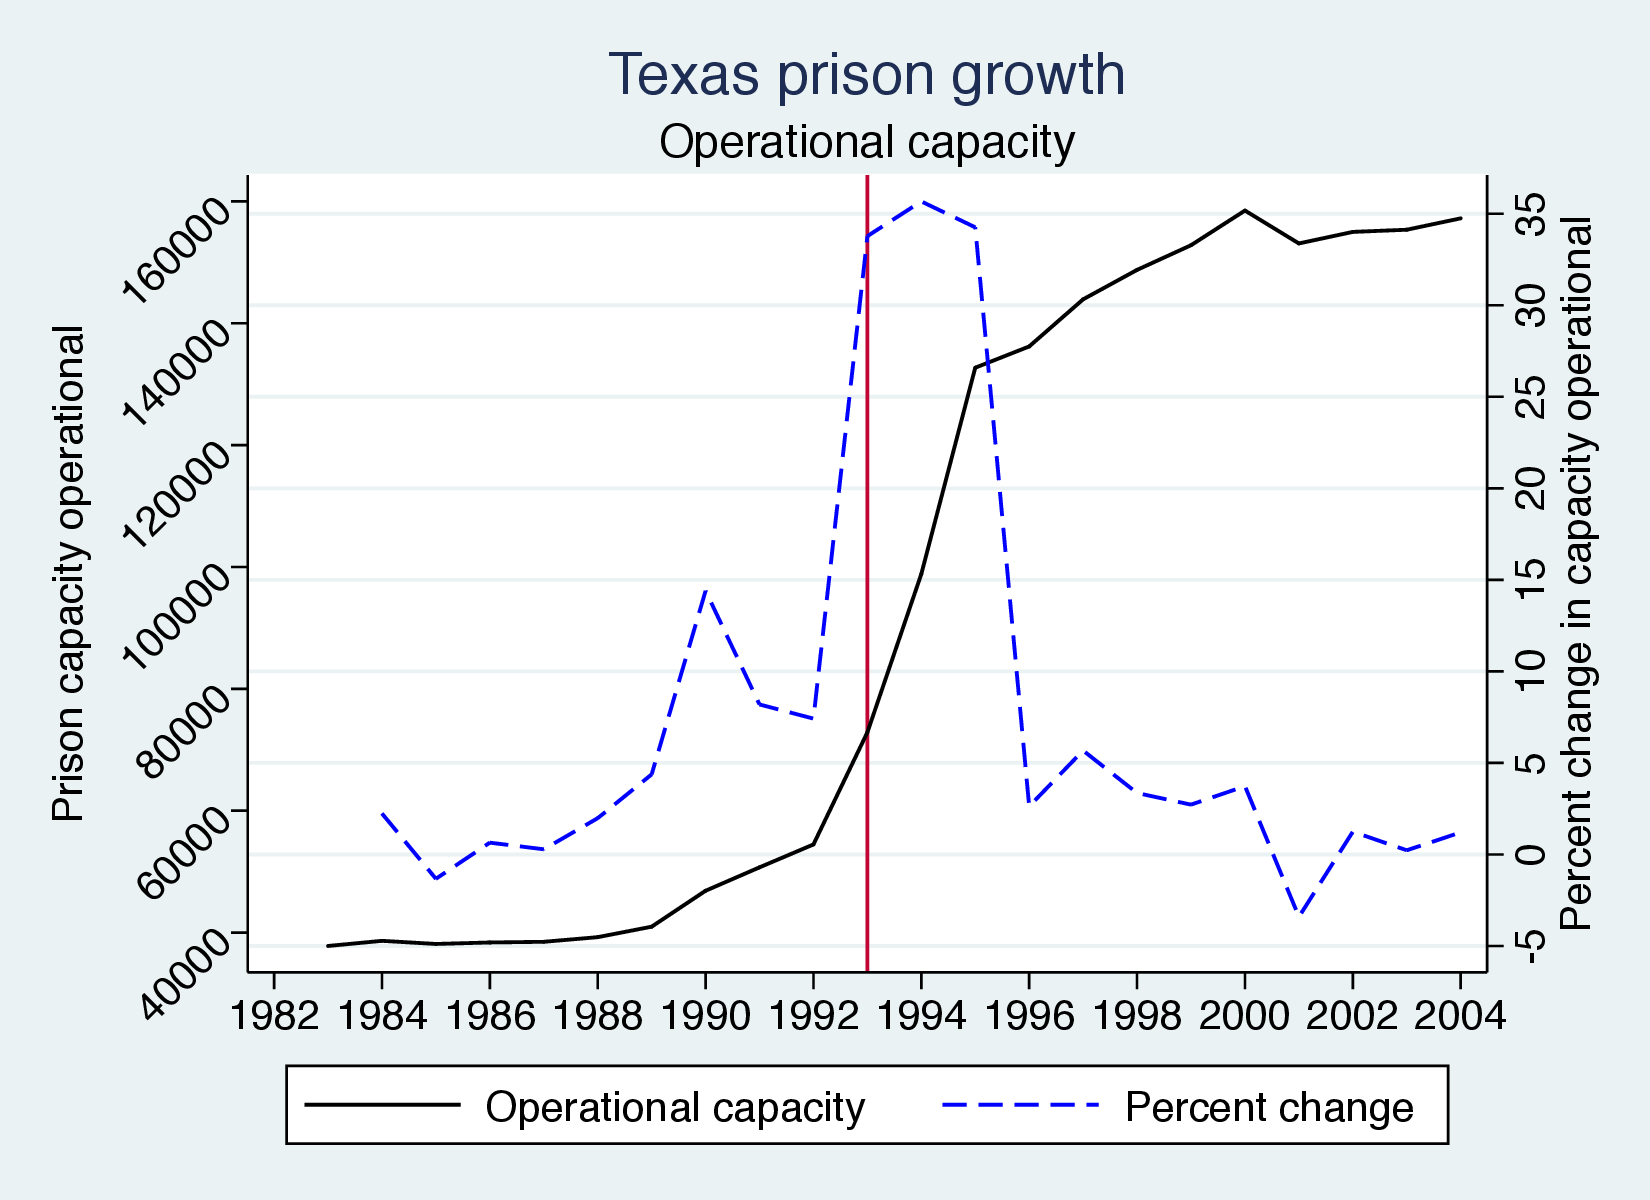 Texas prison growth
Operational capacity
Prison capacity operational
160000
140000
120000
100000
80000
60000
40000
35
30
25
20
15
10
5
0
-5
Percent change in capacity operational
1982 1984 1986 1988 1990 1992 1994 1996 1998 2000 2002 2004
Operational capacity Percent change